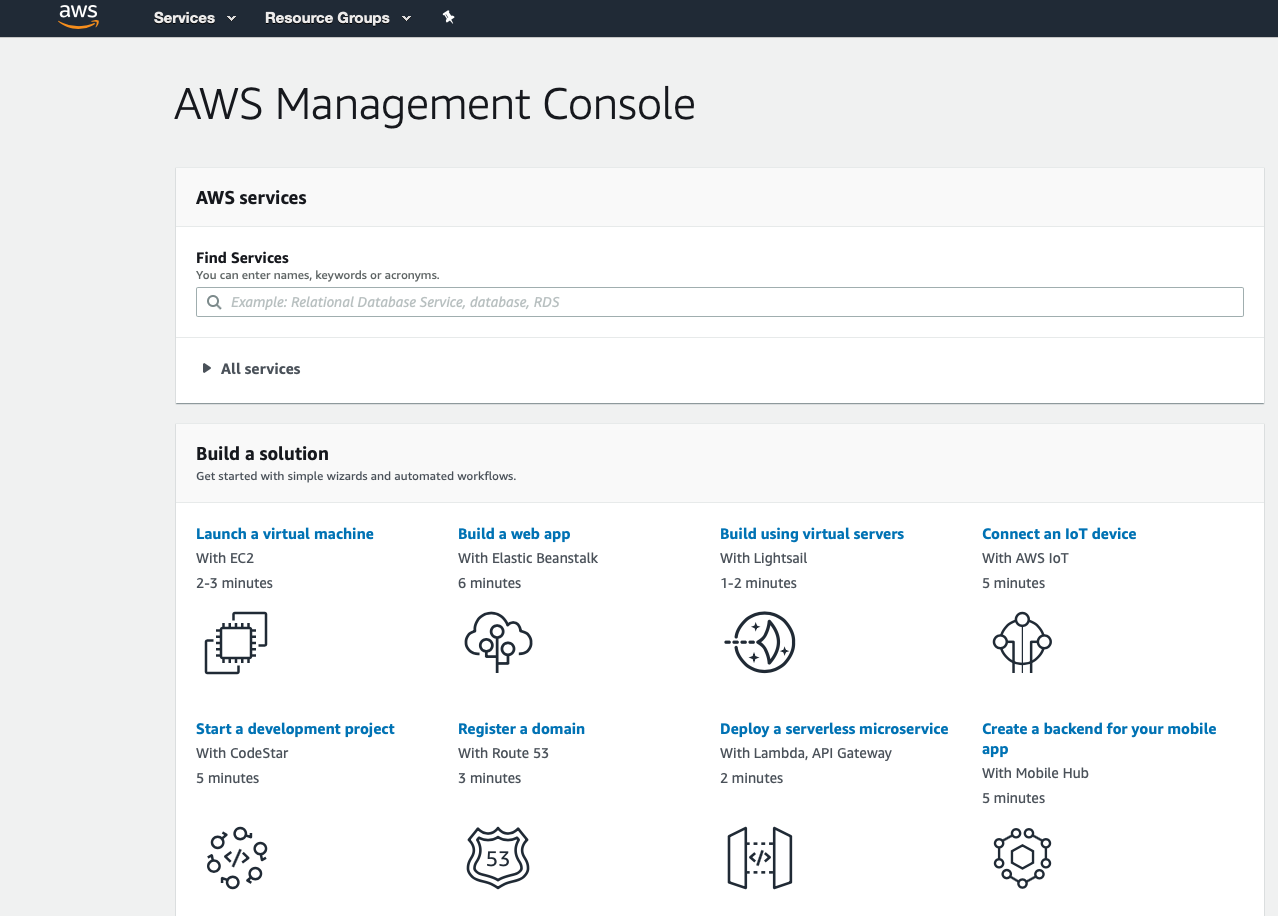 aws Services Resource Groups
AWS Management Console
AWS services
Find Services
You can enter names, keywords or acronyms.
Example: Relational Database Service, database, RDS
All services
Build a solution
Get started with simple wizards and automated workflows.
Launch a virtual machine
With EC2
2-3 minutes
Build a web app
With Elastic Beanstalk
6 minutes
Build using virtual servers
With Lightsail
1-2 minutes
Connect an IoT device
With AWS IoT
5 minutes
Start a development project
With CodeStar
5 minutes
</>
Register a domain
With Route 53
3 minutes
53
Deploy a serverless microservice
With Lambda, API Gateway
2 minutes
</>
Create a backend for your mobile
app
With Mobile Hub
5 minutes